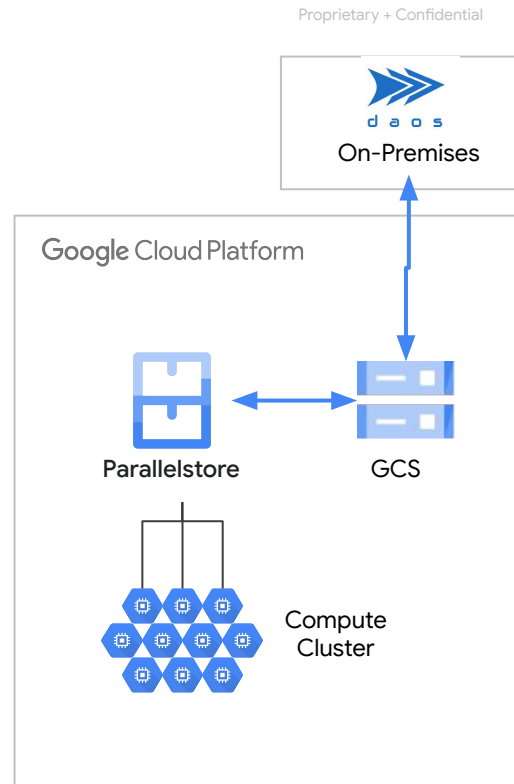 Proprietary + Confidential
daos
On-Premises
Google Cloud Platform
Parallelstore
GCS
Compute
Cluster